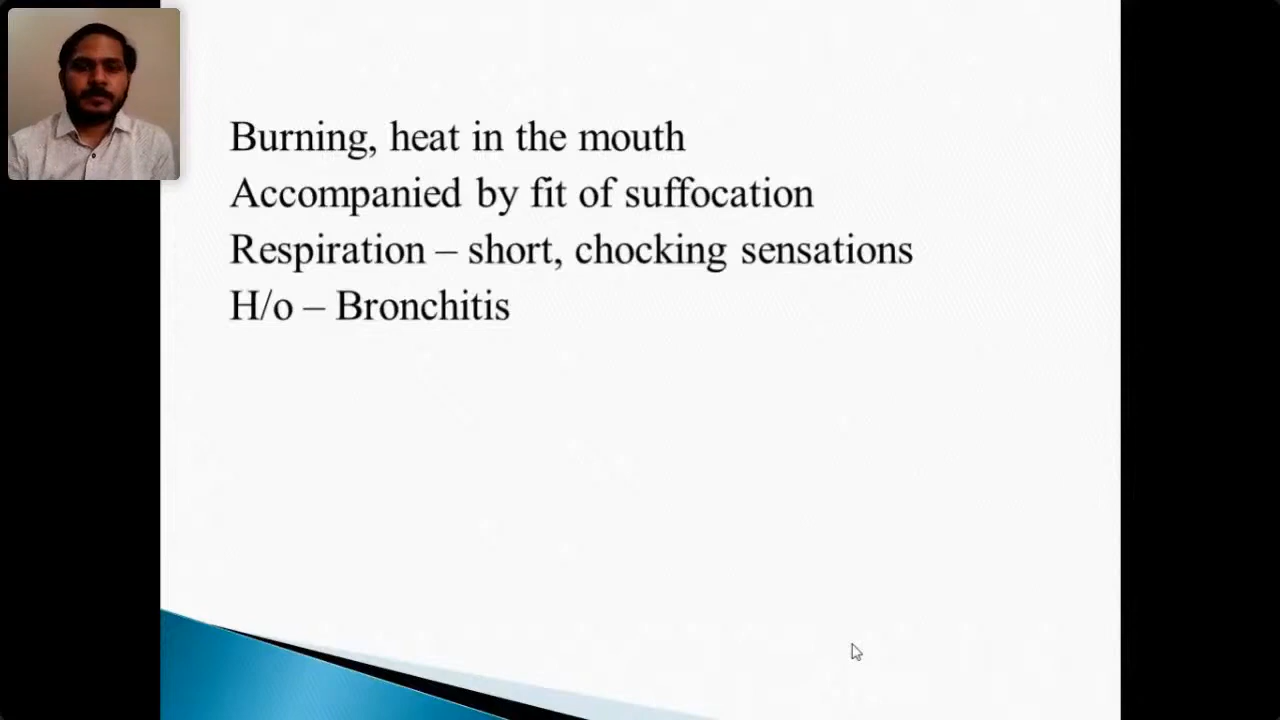 Burning, heat in the mouth
Accompanied by fit of suffocation
Respiration – short, chocking sensations
H/o – Bronchitis